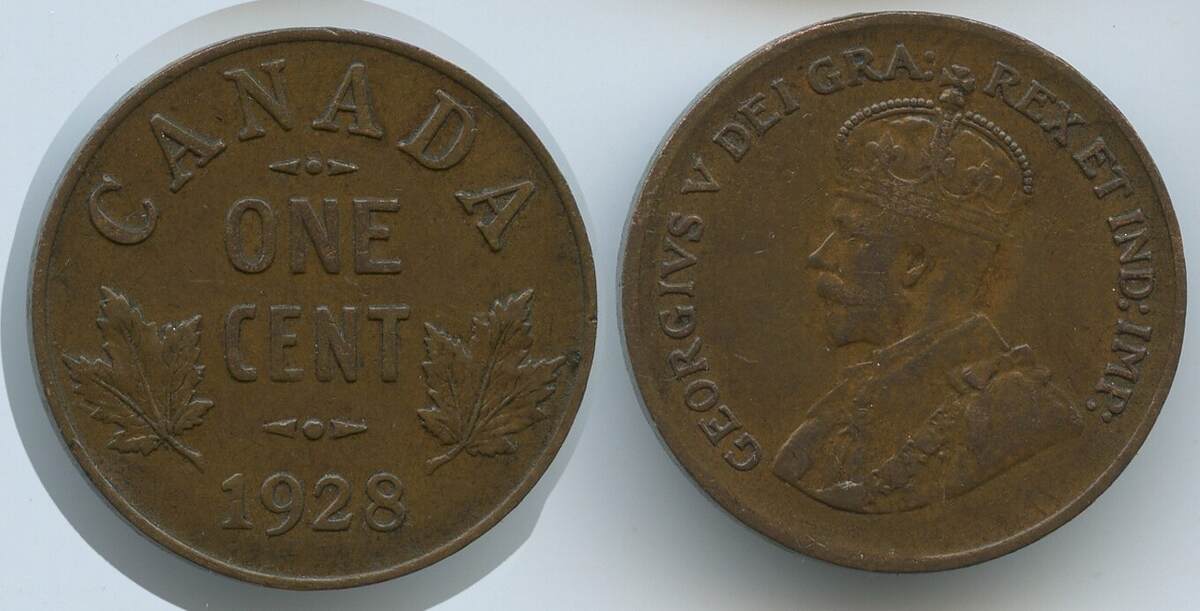 CANADA
ONE
CENT
1928
GEORGIVS V DEI GRA: REX ET IND: IMP: